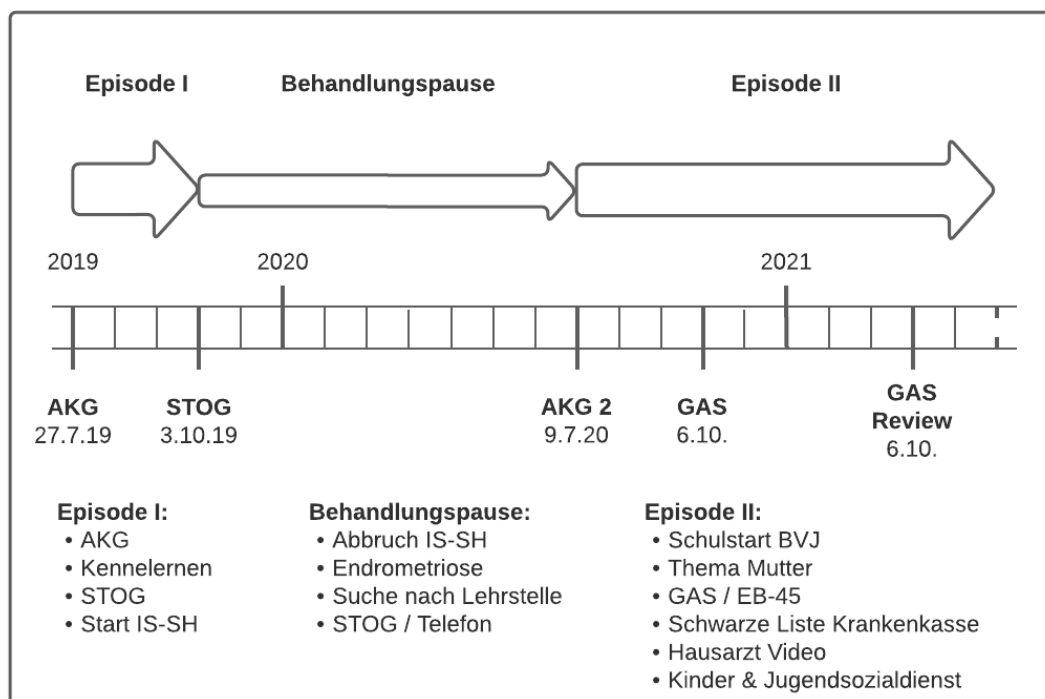 Episode I
Behandlungspause
Episode II
2019
2020
2021
AKG
27.7.19
STOG
3.10.19
AKG 2
9.7.20
GAS
6.10.
GAS
Review
6.10.
Episode I:
• AKG
• Kennelernen
• STOG
• Start IS-SH
Behandlungspause:
• Abbruch IS-SH
• Endrometriose
• Suche nach Lehrstelle
• STOG / Telefon
Episode II:
• Schulstart BVJ
• Thema Mutter
• GAS / EB-45
• Schwarze Liste Krankenkasse
• Hausarzt Video
• Kinder & Jugendsozialdienst